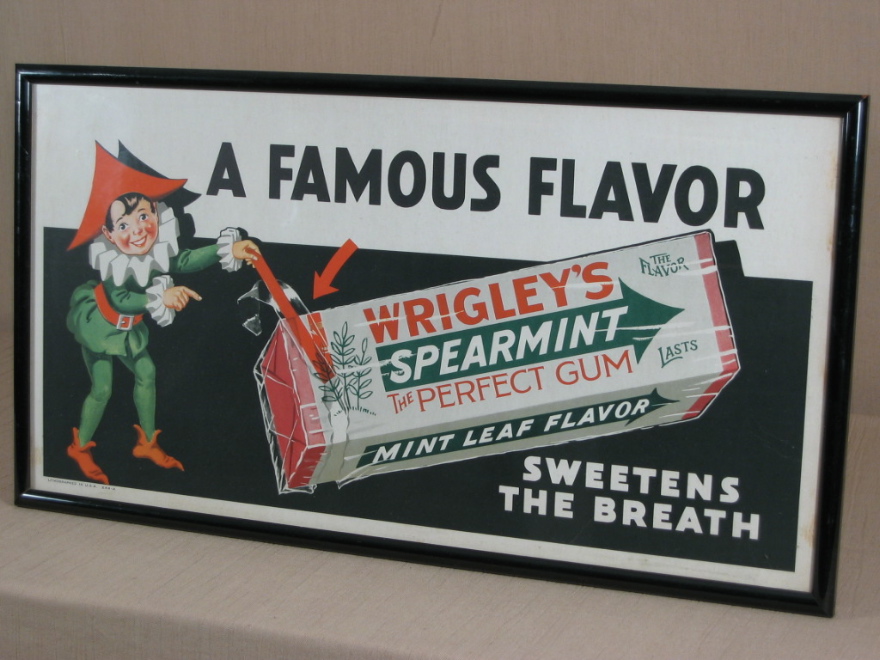 A FAMOUS FLAVOR
WRIGLEY'S
SPEARMINT
THE PERFECT GUM
THE
FLAVOR
LASTS
MINT LEAF FLAVOR
SWEETENS
THE BREATH